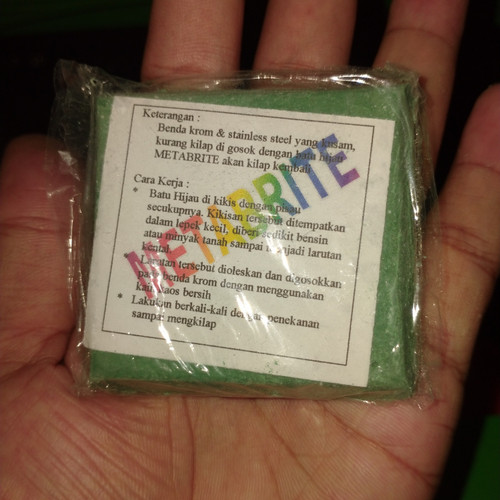 Keterangan :
Benda krom & stainless steel yang kusam,
kurang kilap di gosok dengan batu hijau
METABRITE akan kilap kembali
Cara Kerja :
* Batu Hijau di kikis dengan pisau
secukupnya. Kikisan tersebut ditempatkan
dalam lepek kecil, diberi sedikit bensin
atau minyak tanah sampai menjadi larutan
kental
* Larutan tersebut dioleskan dan digosokkan
pada benda krom dengan menggunakan
kain kaos bersih
* Lakukan berkali-kali dengan penekanan
sampai mengkilap
METABRITE